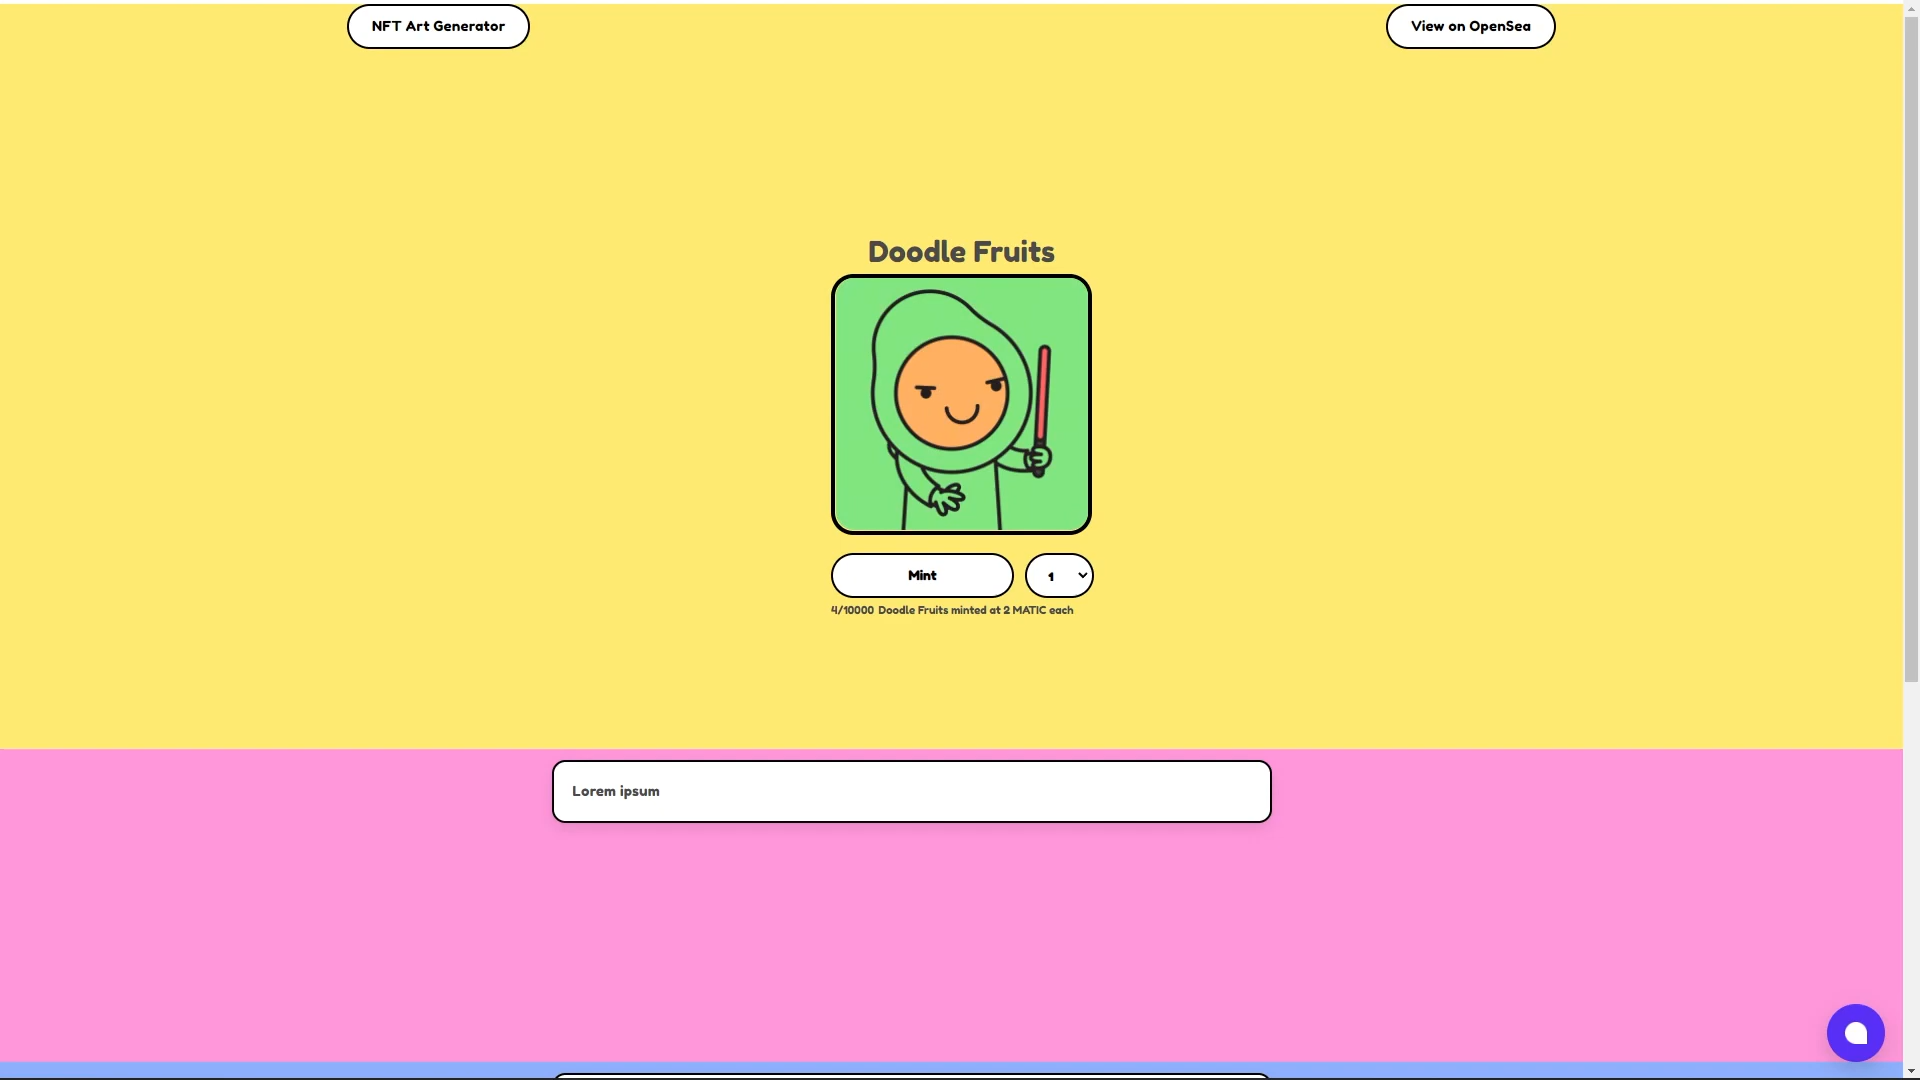 NFT Art Generator
View on OpenSea
Doodle Fruits
Mint
1
4/10000 Doodle Fruits minted at 2 MATIC each
Lorem ipsum